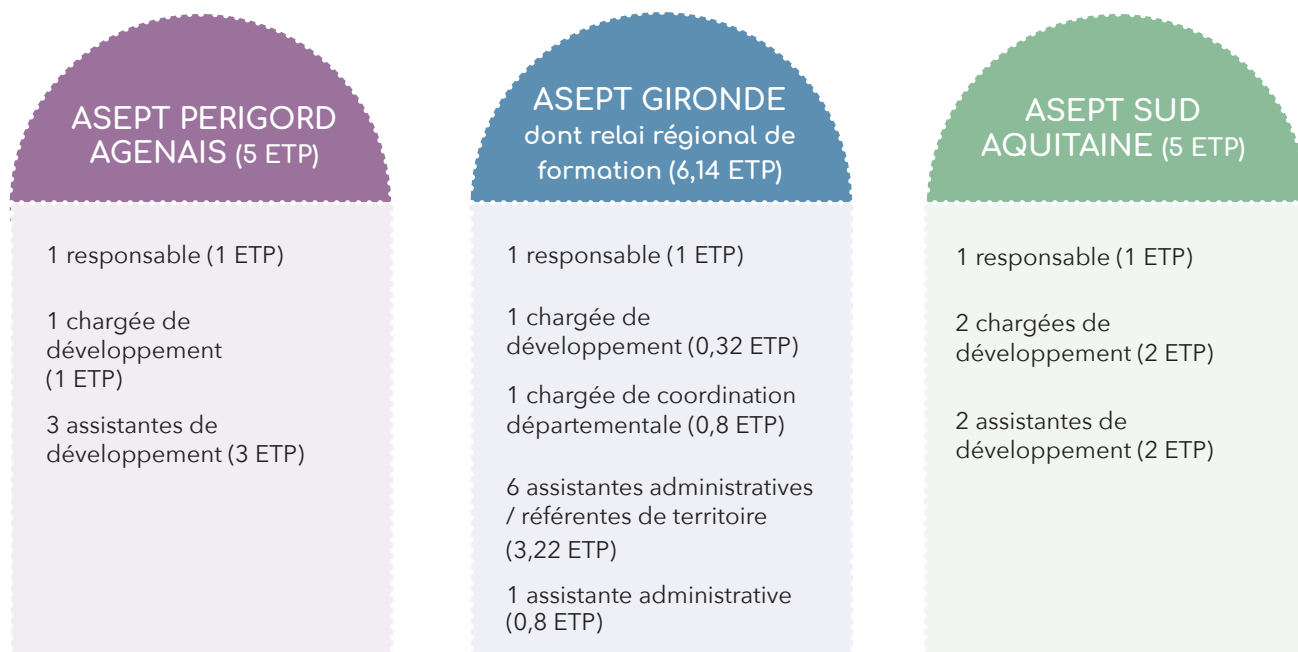 ASEPT PERIGORD
AGENAIS (5 ETP)
1 responsable (1 ETP)
1 chargée de
développement
(1 ETP)
3 assistantes de
développement (3 ETP)
ASEPT GIRONDE
dont relai régional de
formation (6,14 ETP)
1 responsable (1 ETP)
1 chargée de
développement (0,32 ETP)
1 chargée de coordination
départementale (0,8 ETP)
6 assistantes administratives
/ référentes de territoire
(3,22 ETP)
1 assistante administrative
(0,8 ETP)
ASEPT SUD
AQUITAINE (5 ETP)
1 responsable (1 ETP)
2 chargées de
développement (2 ETP)
2 assistantes de
développement (2 ETP)